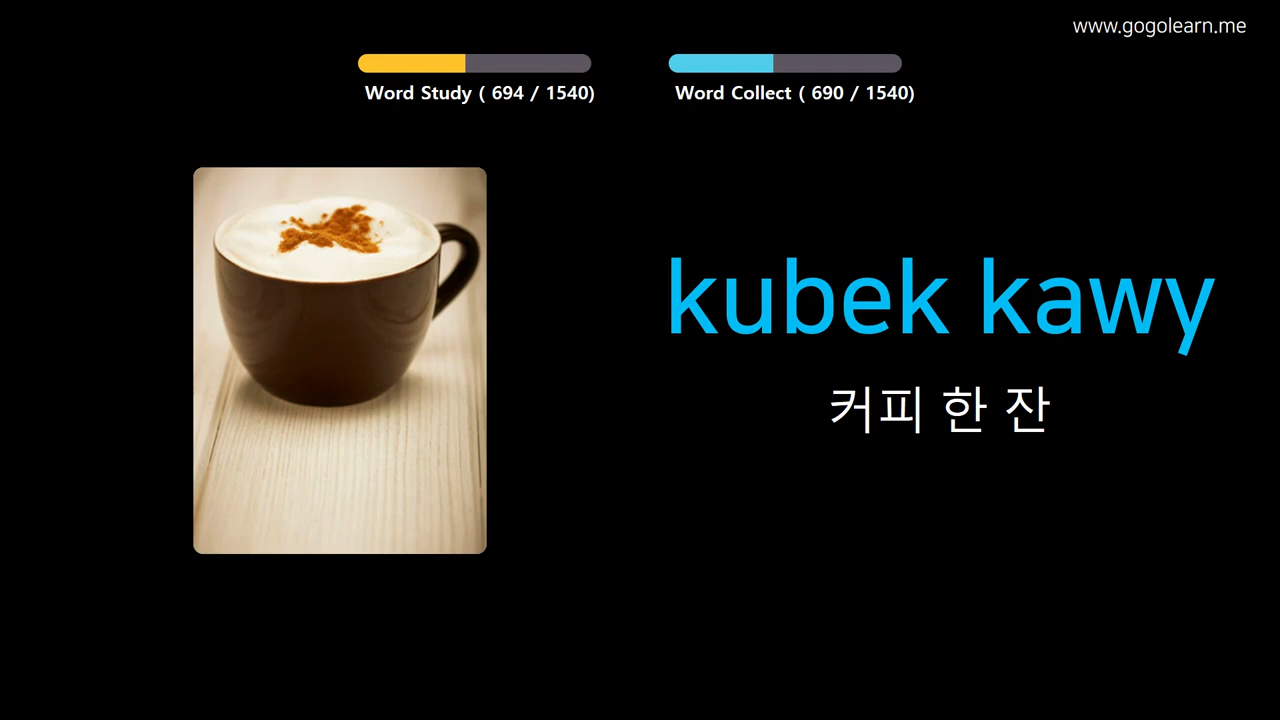 www.gogolearn.me
Word Study ( 694 / 1540)
Word Collect ( 690 / 1540)
kubek kawy
커피 한 잔